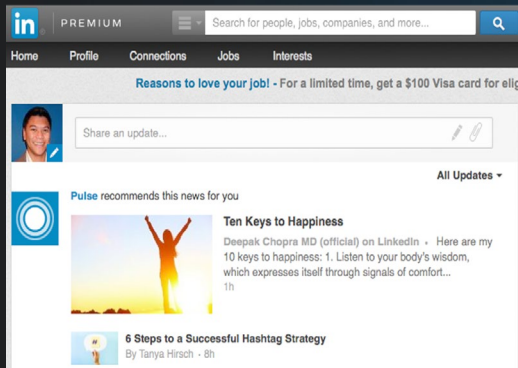 in PREMIUM
Search for people, jobs, companies, and more...
Home Profile Connections Jobs Interests
Reasons to love your job! - For a limited time, get a $100 Visa card for elig
Share an update...
All Updates
Pulse recommends this news for you
Ten Keys to Happiness
Deepak Chopra MD (official) on LinkedIn • Here are my
10 keys to happiness: 1. Listen to your body's wisdom,
which expresses itself through signals of comfort...
1h
#
6 Steps to a Successful Hashtag Strategy
By Tanya Hirsch • 8h